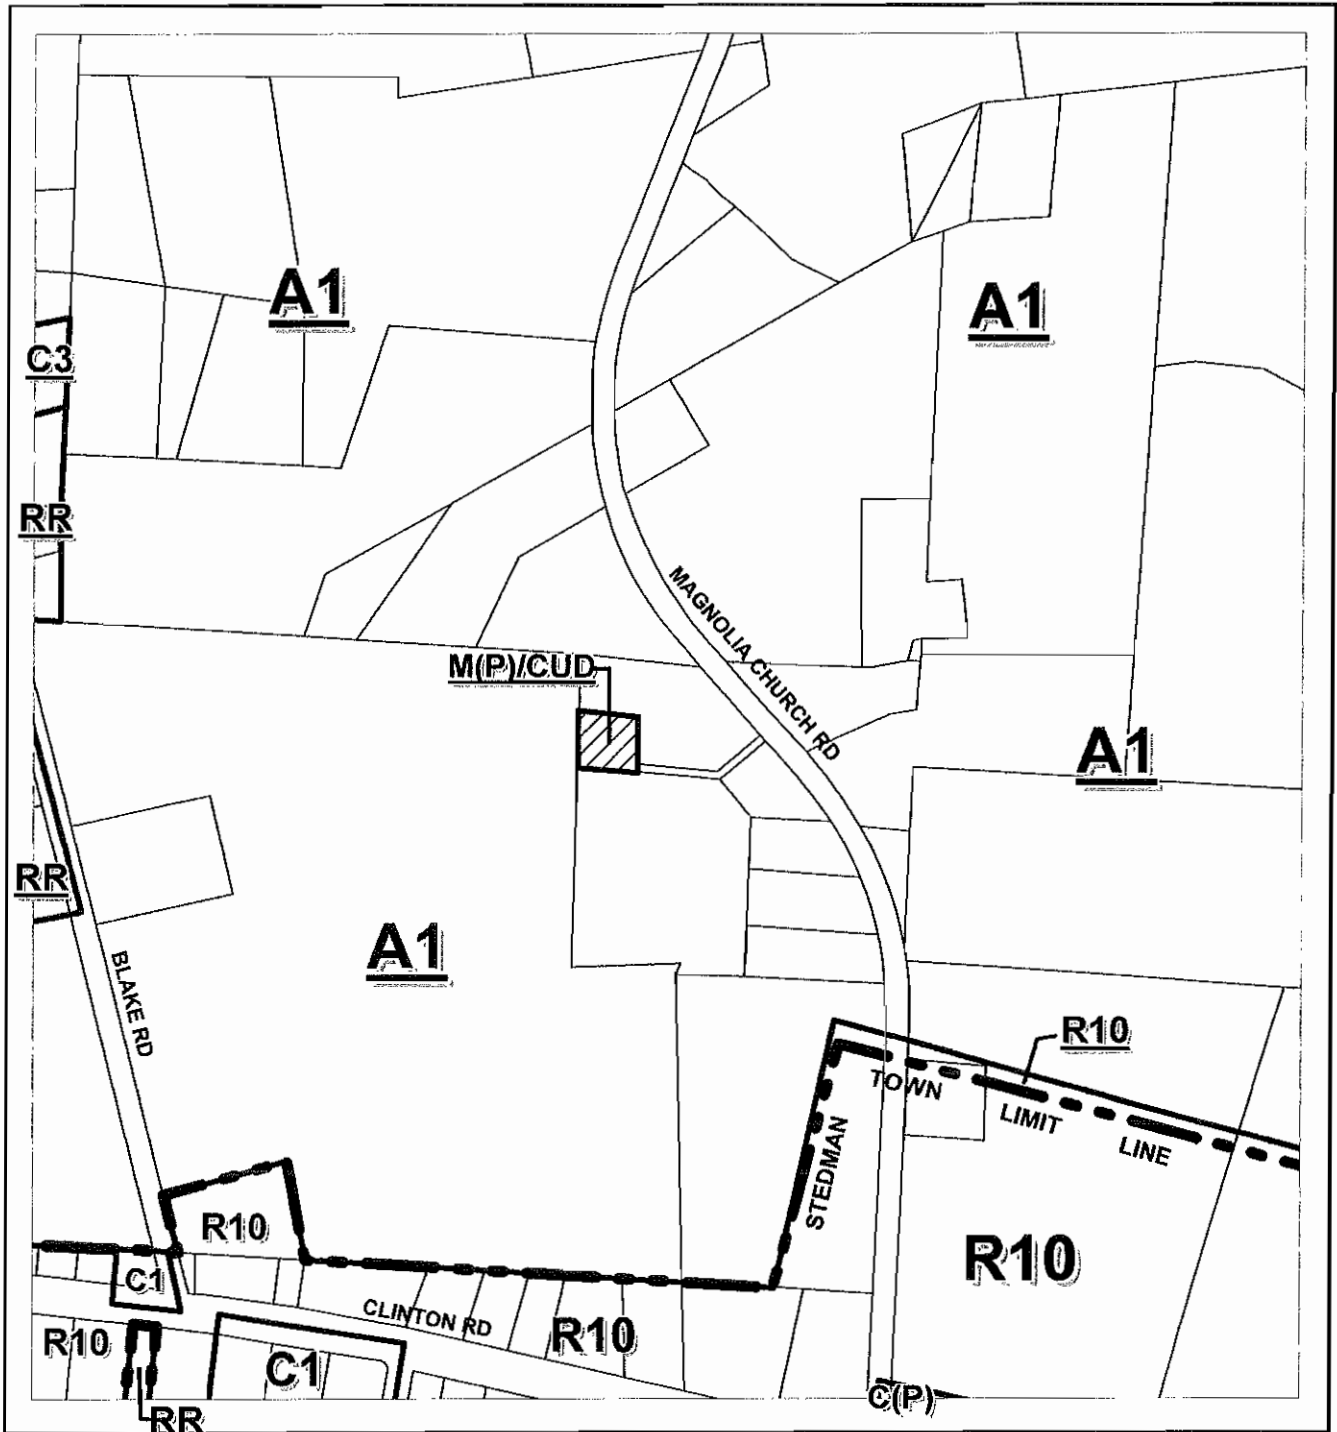 A1
A1
C3
RR
MAGNOLIA CHURCH RD
M(P)/CUD
A1
RR
A1
BLAKE RD
R10
TOWN
LIMIT
LINE
STEDMAN
R10
R10
C1
CLINTON RD
R10
R10
C1
C(P)
RR